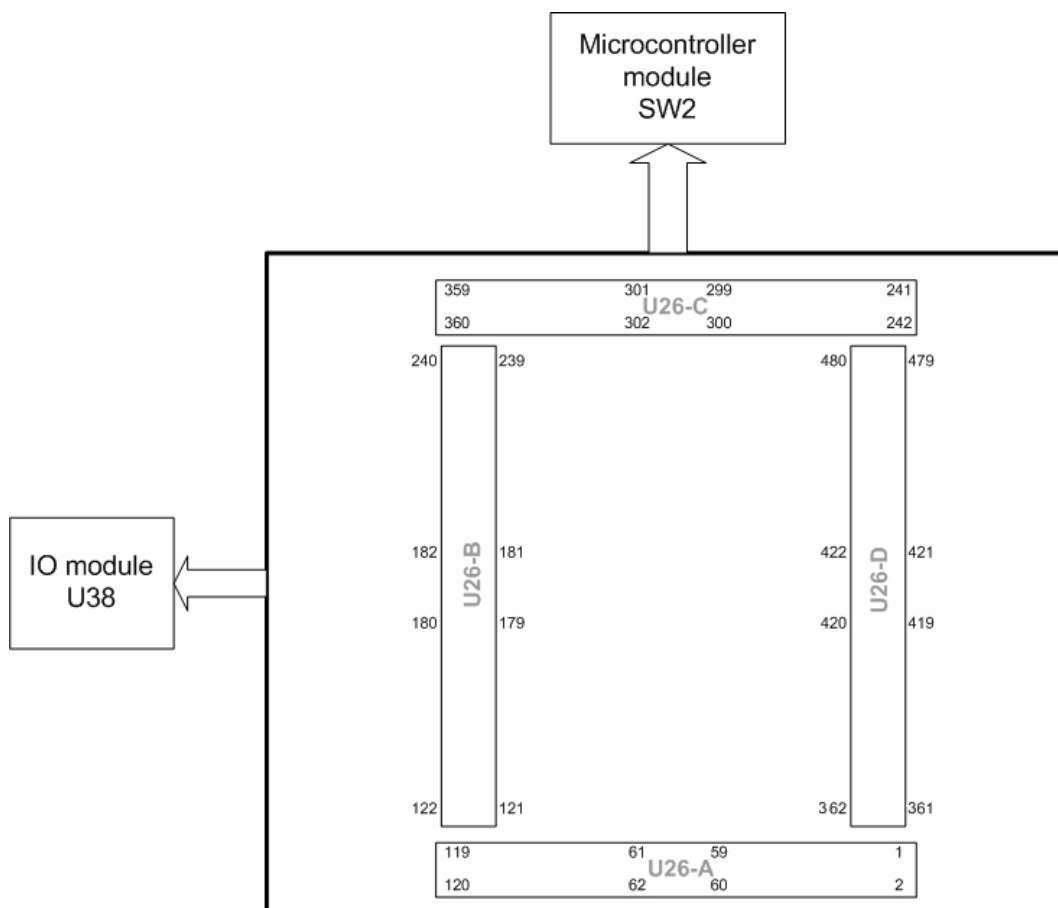 Microcontroller
module
SW2
359 301 299 241
U26-C
360 302 300 242
240 239 480 479
IO module
U38
182 181 422 421
U26-B
U26-D
180 179 420 419
122 121 362 361
119 61 59 1
U26-A
120 62 60 2